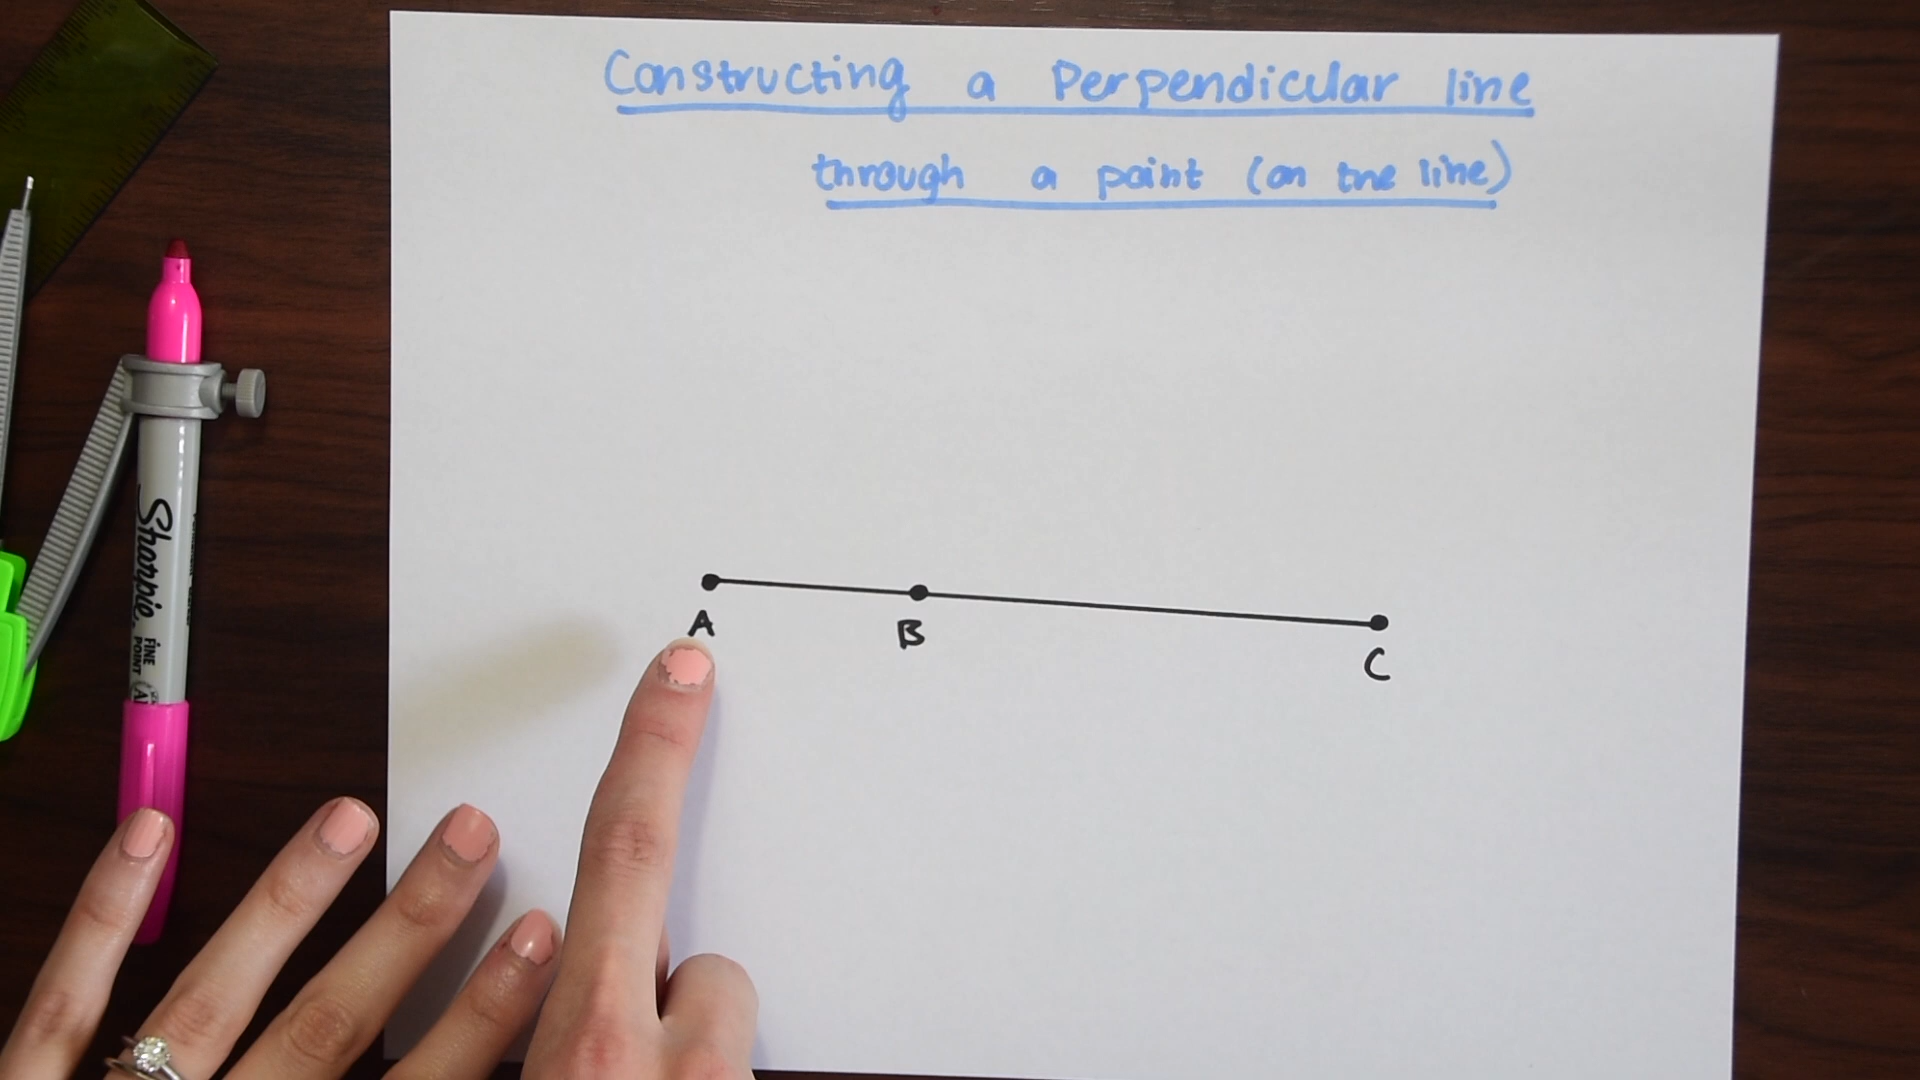 Constructing a Perpendicular line
through a point (on the line)
A B C
Sharpie.
FINE
POINT